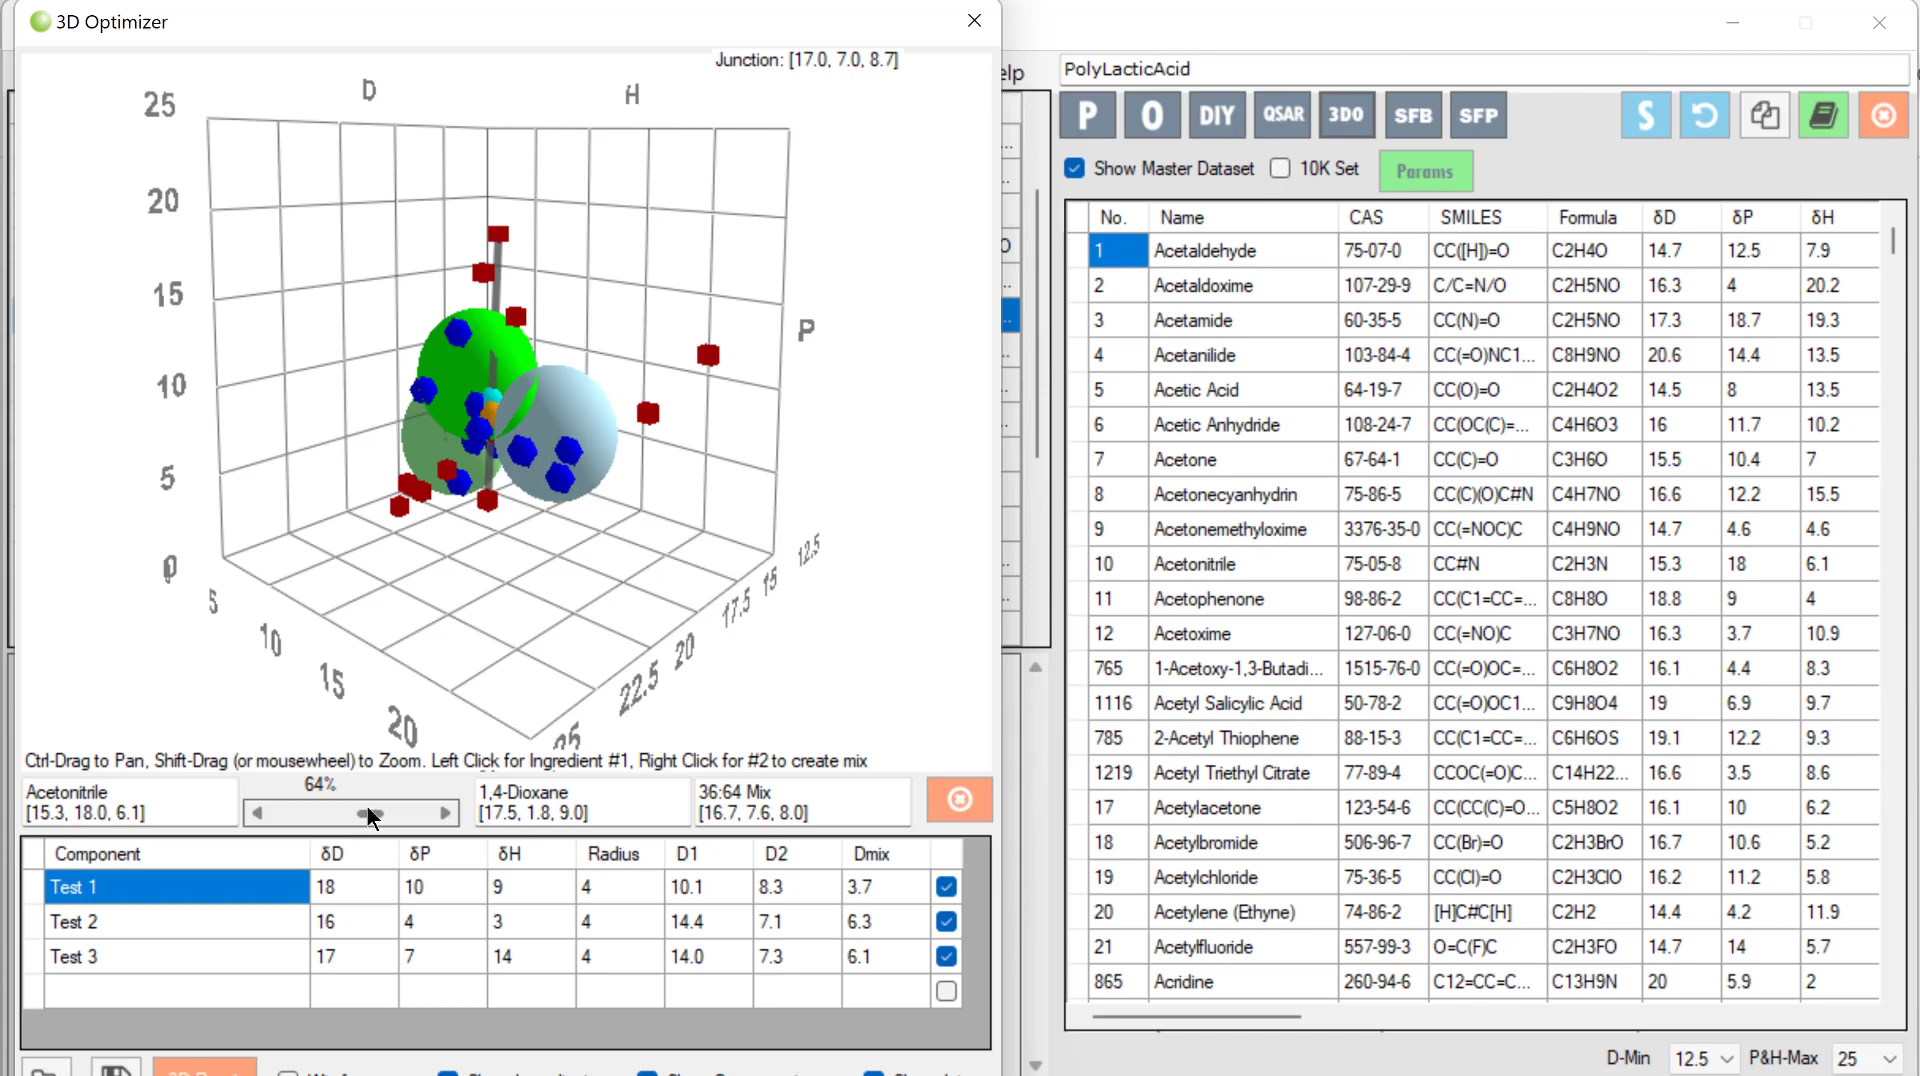 3D Optimizer
Junction: [17.0, 7.0, 8.7]
D
H
25
20
15
10
5
0
P
5
10
15
20
25
22.5
20
17.5
15
12.5
Ctrl-Drag to Pan, Shift-Drag (or mousewheel) to Zoom. Left Click for Ingredient #1, Right Click for #2 to create mix
Acetonitrile
[15.3, 18.0, 6.1]
64%
1,4-Dioxane
[17.5, 1.8, 9.0]
36:64 Mix
[16.7, 7.6, 8.0]
Component δD δP δH Radius D1 D2 Dmix
Test 1 18 10 9 4 10.1 8.3 3.7
Test 2 16 4 3 4 14.4 7.1 6.3
Test 3 17 7 14 4 14.0 7.3 6.1
elp
PolyLacticAcid
P O DIY QSAR 3DO SFB SFP S
Show Master Dataset 10K Set Params
No. Name CAS SMILES Formula δD δP δH
1 Acetaldehyde 75-07-0 CC([H])=O C2H4O 14.7 12.5 7.9
2 Acetaldoxime 107-29-9 C/C=N/O C2H5NO 16.3 4 20.2
3 Acetamide 60-35-5 CC(N)=O C2H5NO 17.3 18.7 19.3
4 Acetanilide 103-84-4 CC(=O)NC1... C8H9NO 20.6 14.4 13.5
5 Acetic Acid 64-19-7 CC(O)=O C2H4O2 14.5 8 13.5
6 Acetic Anhydride 108-24-7 CC(OC(C)=... C4H6O3 16 11.7 10.2
7 Acetone 67-64-1 CC(C)=O C3H6O 15.5 10.4 7
8 Acetonecyanhydrin 75-86-5 CC(C)(O)C#N C4H7NO 16.6 12.2 15.5
9 Acetonemethyloxime 3376-35-0 CC(=NOC)C C4H9NO 14.7 4.6 4.6
10 Acetonitrile 75-05-8 CC#N C2H3N 15.3 18 6.1
11 Acetophenone 98-86-2 CC(C1=CC=... C8H8O 18.8 9 4
12 Acetoxime 127-06-0 CC(=NO)C C3H7NO 16.3 3.7 10.9
765 1-Acetoxy-1,3-Butadi... 1515-76-0 CC(=O)OC=... C6H8O2 16.1 4.4 8.3
1116 Acetyl Salicylic Acid 50-78-2 CC(=O)OC1... C9H8O4 19 6.9 9.7
785 2-Acetyl Thiophene 88-15-3 CC(C1=CC=... C6H6OS 19.1 12.2 9.3
1219 Acetyl Triethyl Citrate 77-89-4 CCOC(=O)C... C14H22... 16.6 3.5 8.6
17 Acetylacetone 123-54-6 CC(CC(C)=O... C5H8O2 16.1 10 6.2
18 Acetylbromide 506-96-7 CC(Br)=O C2H3BrO 16.7 10.6 5.2
19 Acetylchloride 75-36-5 CC(Cl)=O C2H3ClO 16.2 11.2 5.8
20 Acetylene (Ethyne) 74-86-2 [H]C#C[H] C2H2 14.4 4.2 11.9
21 Acetylfluoride 557-99-3 O=C(F)C C2H3FO 14.7 14 5.7
865 Acridine 260-94-6 C12=CC=C... C13H9N 20 5.9 2
D-Min 12.5 P&H-Max 25